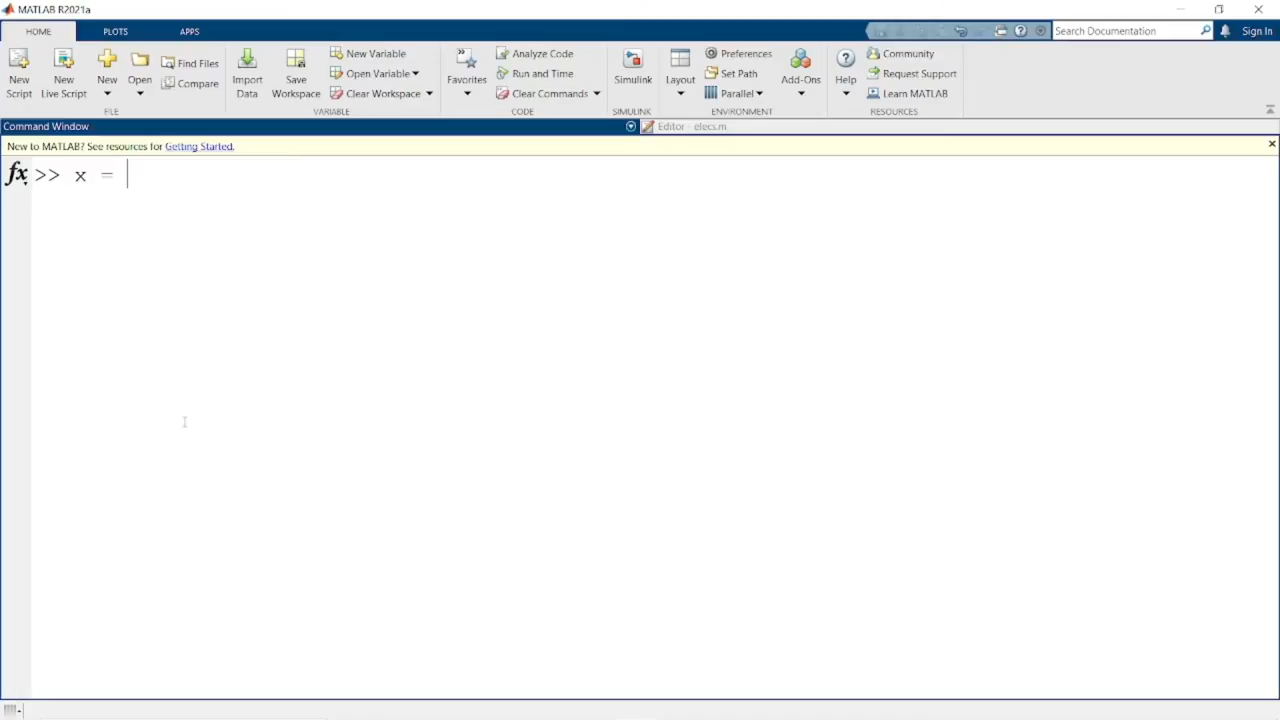 MATLAB R2021a
HOME PLOTS APPS
Search Documentation Sign In
New Script
New Live Script
New
Open
Find Files
Compare
FILE
Import Data
Save Workspace
New Variable
Open Variable
Clear Workspace
VARIABLE
Favorites
Analyze Code
Run and Time
Clear Commands
CODE
Simulink
SIMULINK
Layout
Preferences
Set Path
Parallel
Add-Ons
ENVIRONMENT
Help
Community
Request Support
Learn MATLAB
RESOURCES
Command Window
Editor - elecs.m
New to MATLAB? See resources for Getting Started.
fx >> x =